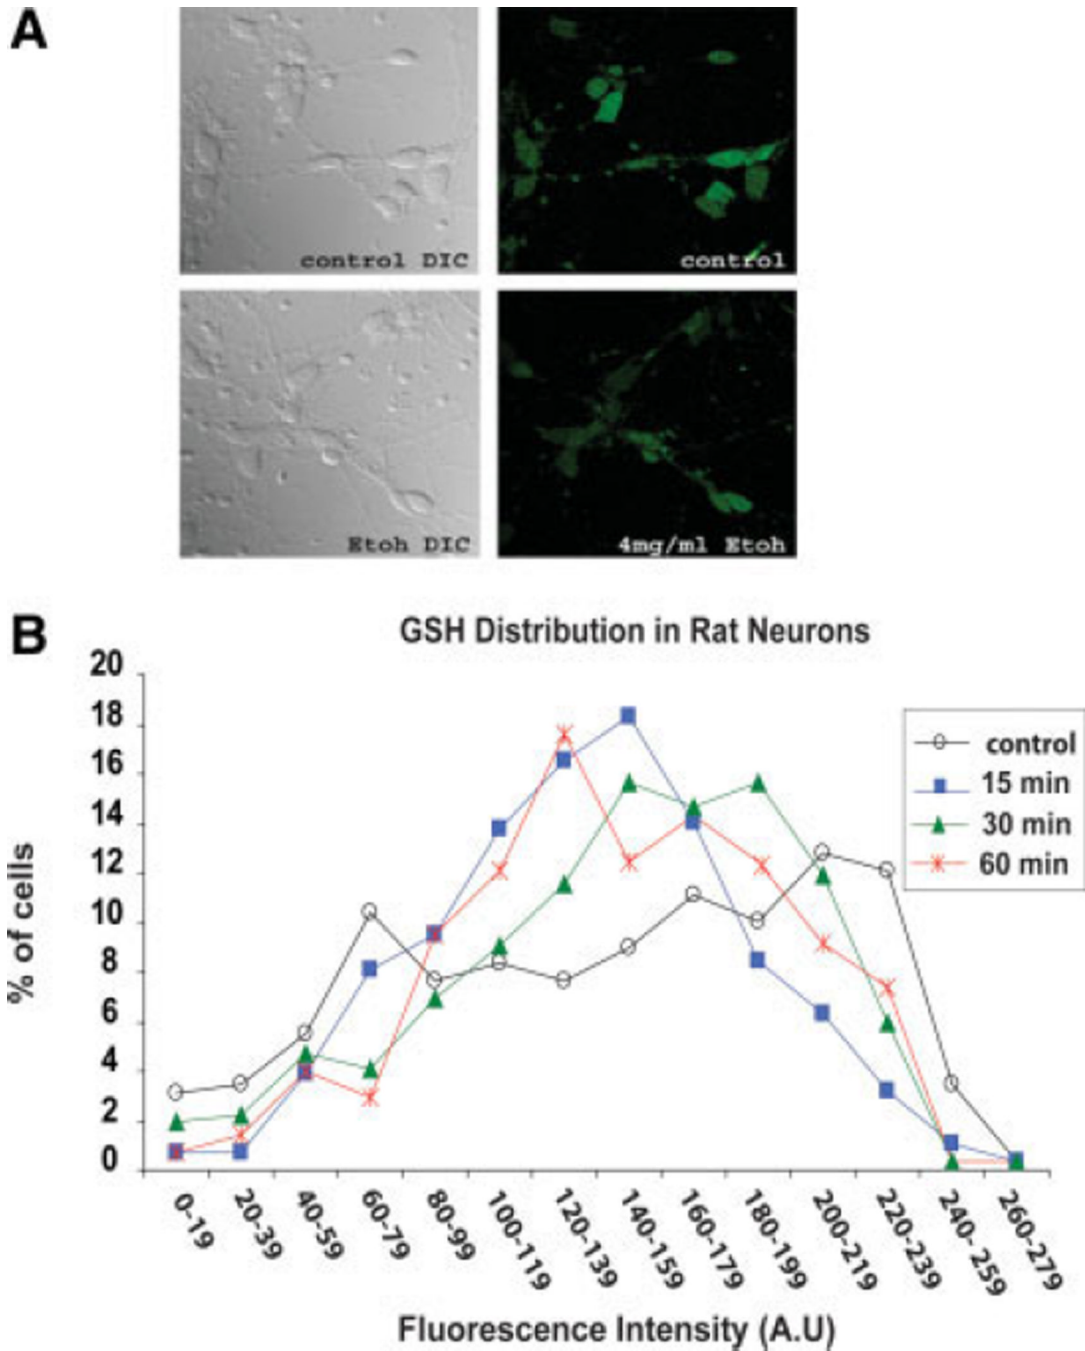 A
control DIC
control
Etoh DIC
4mg/ml Etoh
B
GSH Distribution in Rat Neurons
20
18
16
14
12
10
8
6
4
2
0
% of cells
control
15 min
30 min
60 min
0-19
20-39
40-59
60-79
80-99
100-119
120-139
140-159
160-179
180-199
200-219
220-239
240- 259
260-279
Fluorescence Intensity (A.U)